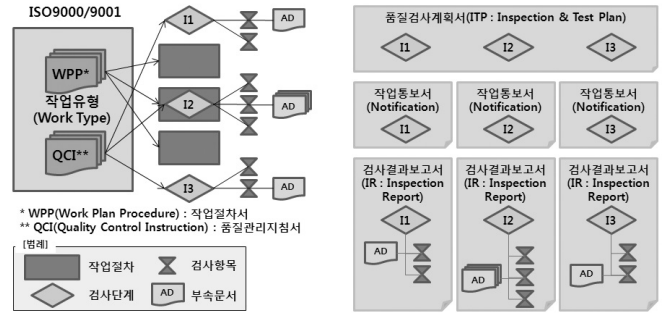 ISO9000/9001
WPP*
작업유형
(Work Type)
QCI**
I1
AD
I2
AD
I3
AD
* WPP(Work Plan Procedure) : 작업절차서
** QCI(Quality Control Instruction) : 품질관리지침서
[범례]
작업절차
검사항목
검사단계
AD
부속문서
품질검사계획서(ITP : Inspection & Test Plan)
I1
I2
I3
작업통보서
(Notification)
I1
작업통보서
(Notification)
I2
작업통보서
(Notification)
I3
검사결과보고서
(IR : Inspection
Report)
I1
AD
검사결과보고서
(IR : Inspection
Report)
I2
AD
검사결과보고서
(IR : Inspection
Report)
I3
AD